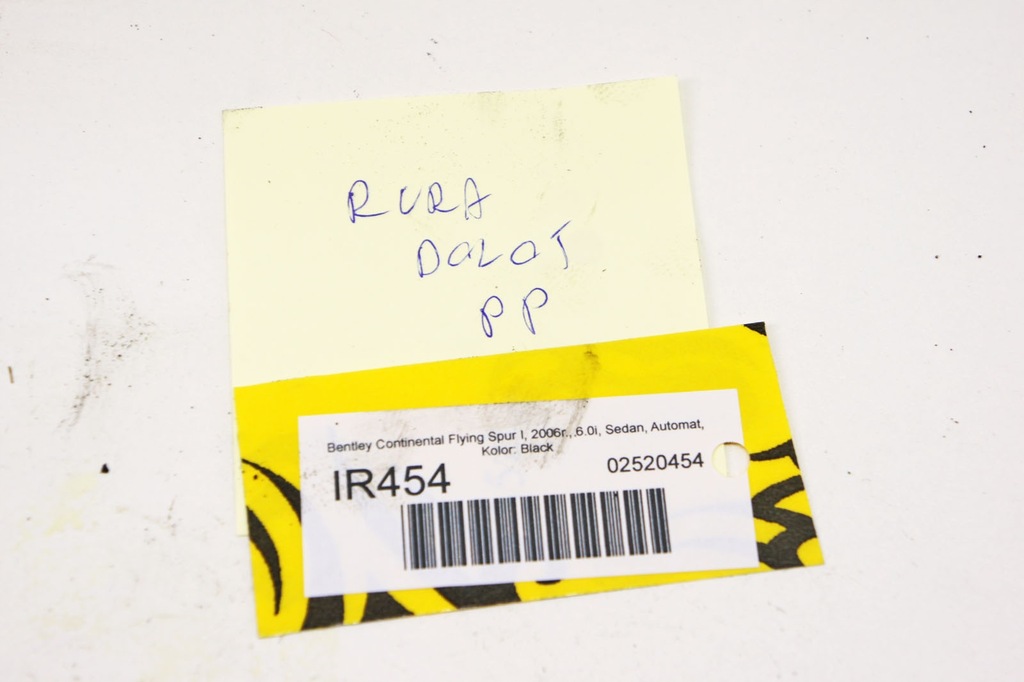 RURA
DOLOT
PP
Bentley Continental Flying Spur I, 2006r., .6.0i, Sedan, Automat,
Kolor: Black
IR454
02520454